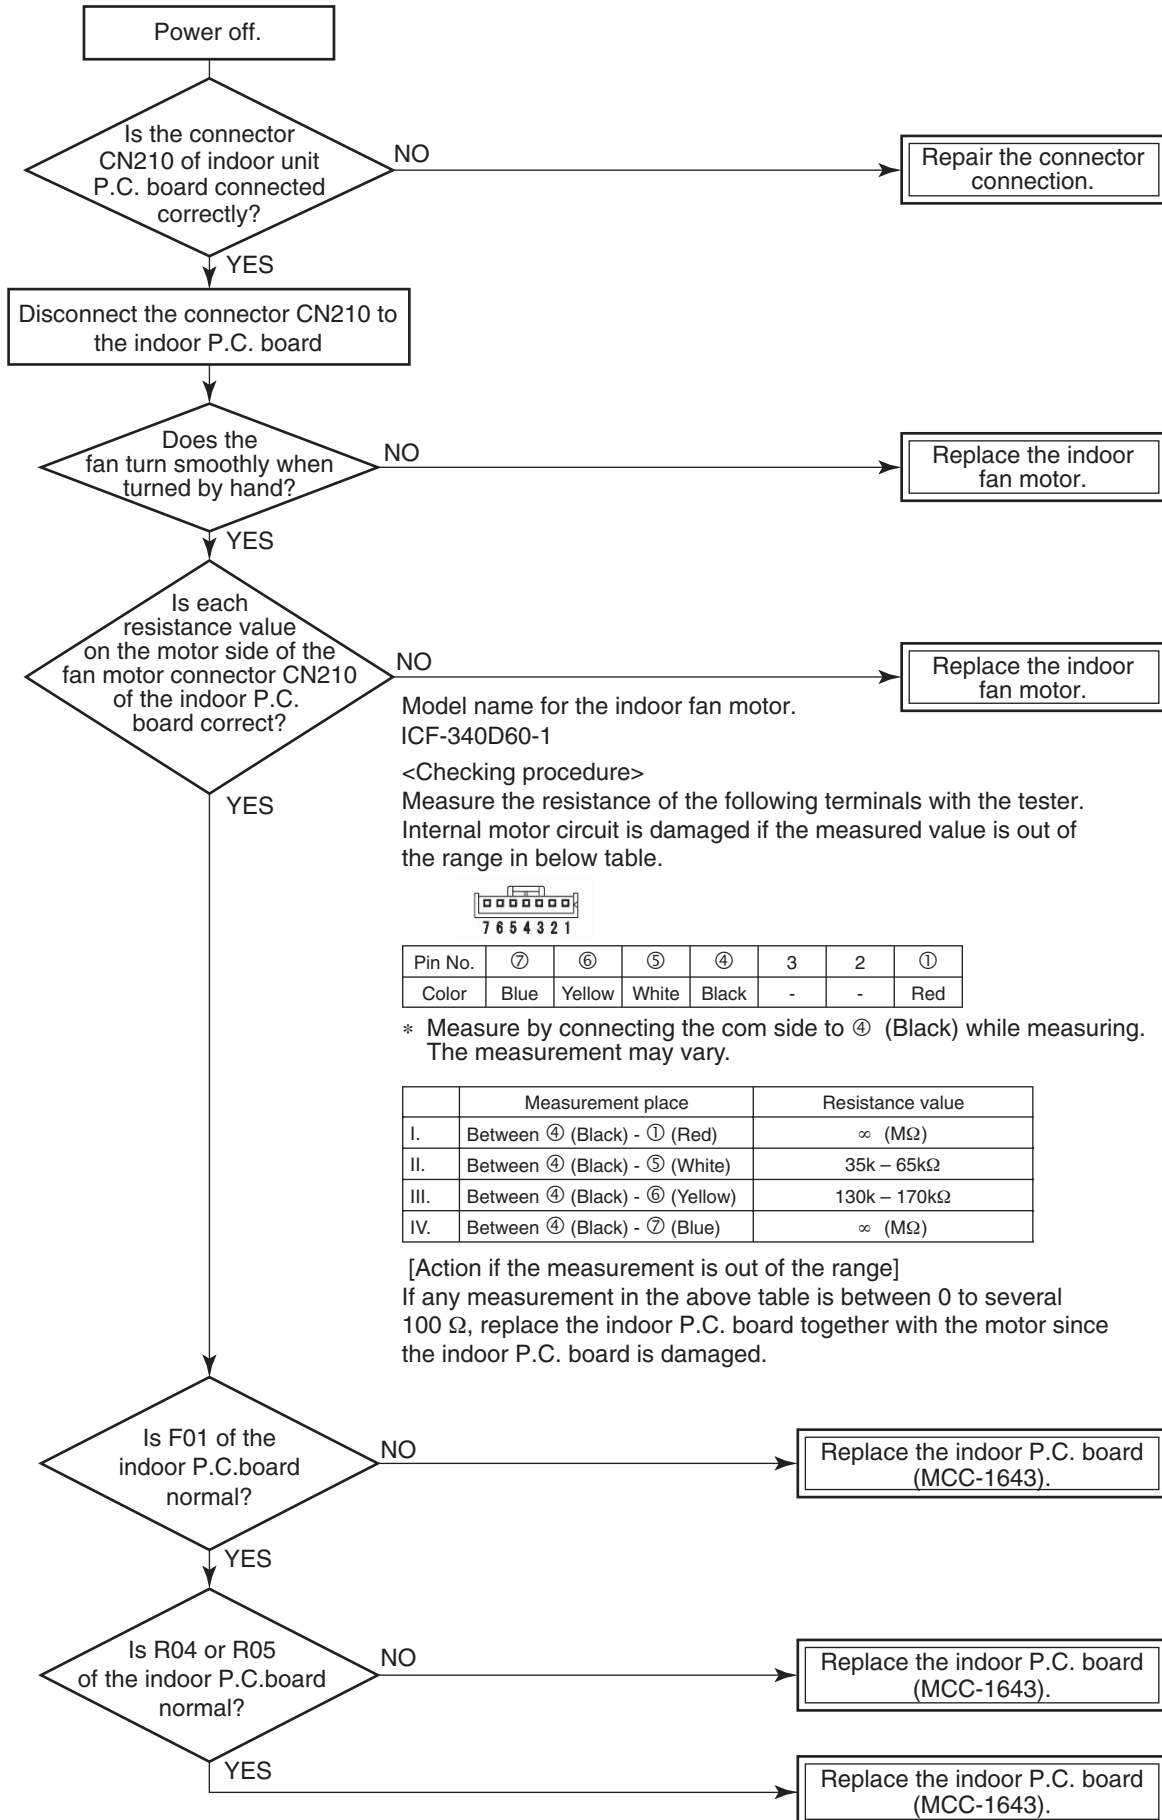 Power off.
Is the connector
CN210 of indoor unit
P.C. board connected
correctly?
NO
Repair the connector
connection.
YES
Disconnect the connector CN210 to
the indoor P.C. board
Does the
fan turn smoothly when
turned by hand?
NO
Replace the indoor
fan motor.
YES
Is each
resistance value
on the motor side of the
fan motor connector CN210
of the indoor P.C.
board correct?
NO
Replace the indoor
fan motor.
YES
Model name for the indoor fan motor.
ICF-340D60-1
<Checking procedure>
Measure the resistance of the following terminals with the tester.
Internal motor circuit is damaged if the measured value is out of
the range in below table.
7 6 5 4 3 2 1
Pin No. ⑦ ⑥ ⑤ ④ 3 2 ①
Color Blue Yellow White Black - - Red
* Measure by connecting the com side to ④ (Black) while measuring.
The measurement may vary.
Measurement place Resistance value
I. Between ④ (Black) - ① (Red) ∞ (MΩ)
II. Between ④ (Black) - ⑤ (White) 35k – 65kΩ
III. Between ④ (Black) - ⑥ (Yellow) 130k – 170kΩ
IV. Between ④ (Black) - ⑦ (Blue) ∞ (MΩ)
[Action if the measurement is out of the range]
If any measurement in the above table is between 0 to several
100 Ω, replace the indoor P.C. board together with the motor since
the indoor P.C. board is damaged.
Is F01 of the
indoor P.C.board
normal?
NO
Replace the indoor P.C. board
(MCC-1643).
YES
Is R04 or R05
of the indoor P.C.board
normal?
NO
Replace the indoor P.C. board
(MCC-1643).
YES
Replace the indoor P.C. board
(MCC-1643).